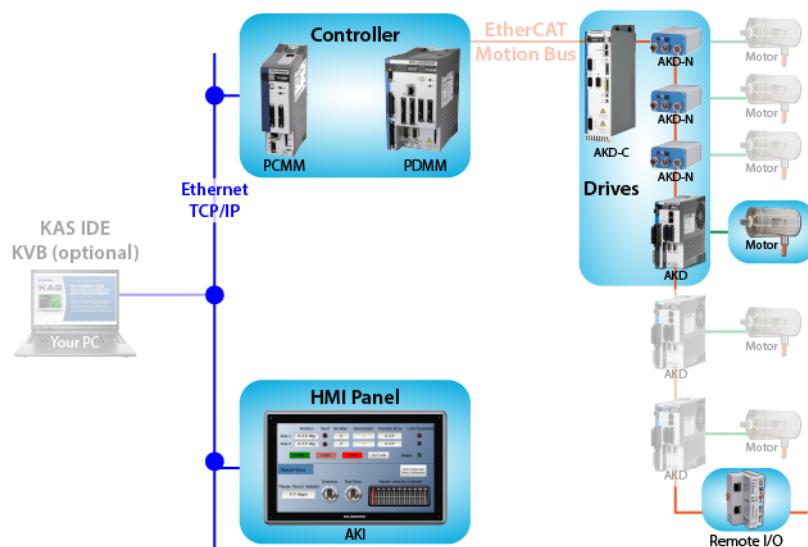 Controller
PCMM
PDMM
EtherCAT
Motion Bus
AKD-C
AKD-N
Motor
AKD-N
Motor
AKD-N
Motor
Drives
AKD
Motor
Ethernet
TCP/IP
KAS IDE
KVB (optional)
KAS
Your PC
AKD
Motor
AKD
Motor
HMI Panel
AKI
Remote I/O